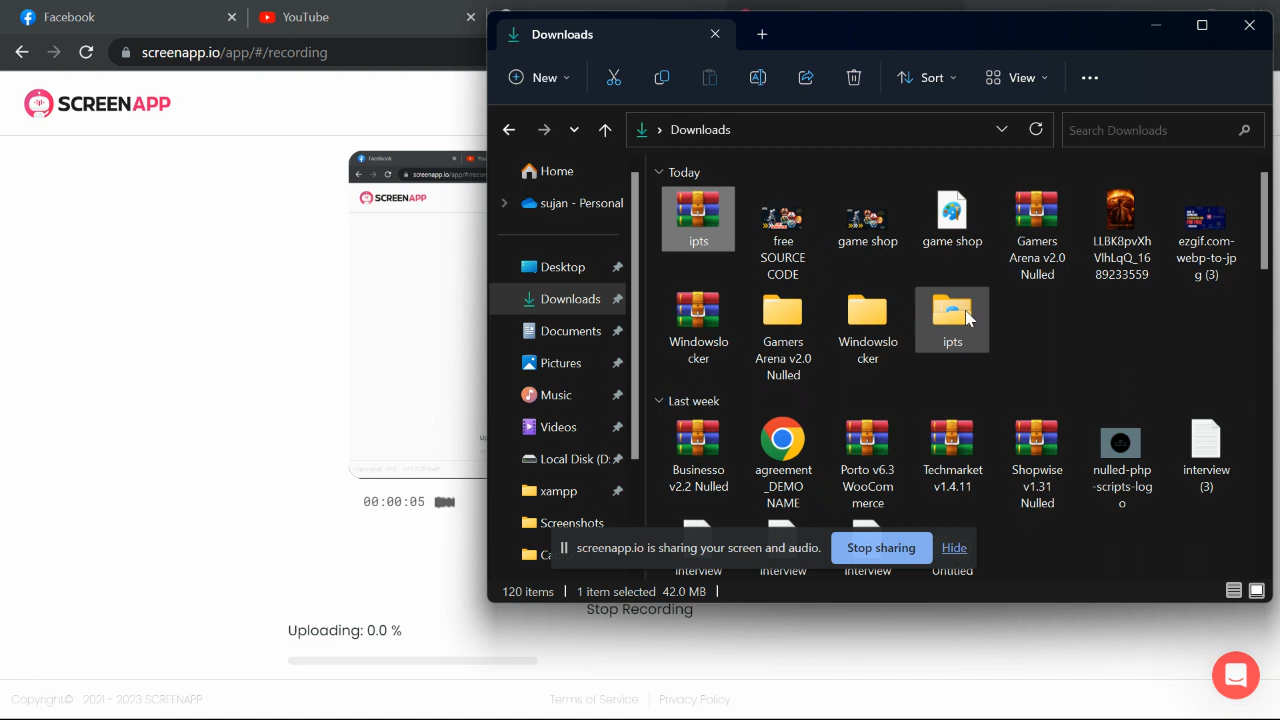 Facebook
YouTube
screenapp.io/app/#/recording
SCREENAPP
Facebook
SCREENAPP
00:00:05
Uploading: 0.0 %
Stop Recording
Copyright© 2021 - 2023 SCREENAPP
Terms of Service
Privacy Policy
Downloads
New
Sort
View
Downloads
Search Downloads
Home
sujan - Personal
Desktop
Downloads
Documents
Pictures
Music
Videos
Local Disk (D:
xampp
Screenshots
Today
ipts
free
SOURCE
CODE
game shop
game shop
Gamers
Arena v2.0
Nulled
LLBK8pvXh
VlhLqQ_16
89233559
ezgif.com-
webp-to-jp
g (3)
Windowslo
cker
Gamers
Arena v2.0
Nulled
Windowslo
cker
ipts
Last week
Businesso
v2.2 Nulled
agreement
_DEMO
NAME
Porto v6.3
WooCom
merce
Techmarket
v1.4.11
Shopwise
v1.31
Nulled
nulled-php
-scripts-log
o
interview
(3)
interview
interview
interview
Untitled
screenapp.io is sharing your screen and audio.
Stop sharing
Hide
120 items
1 item selected 42.0 MB